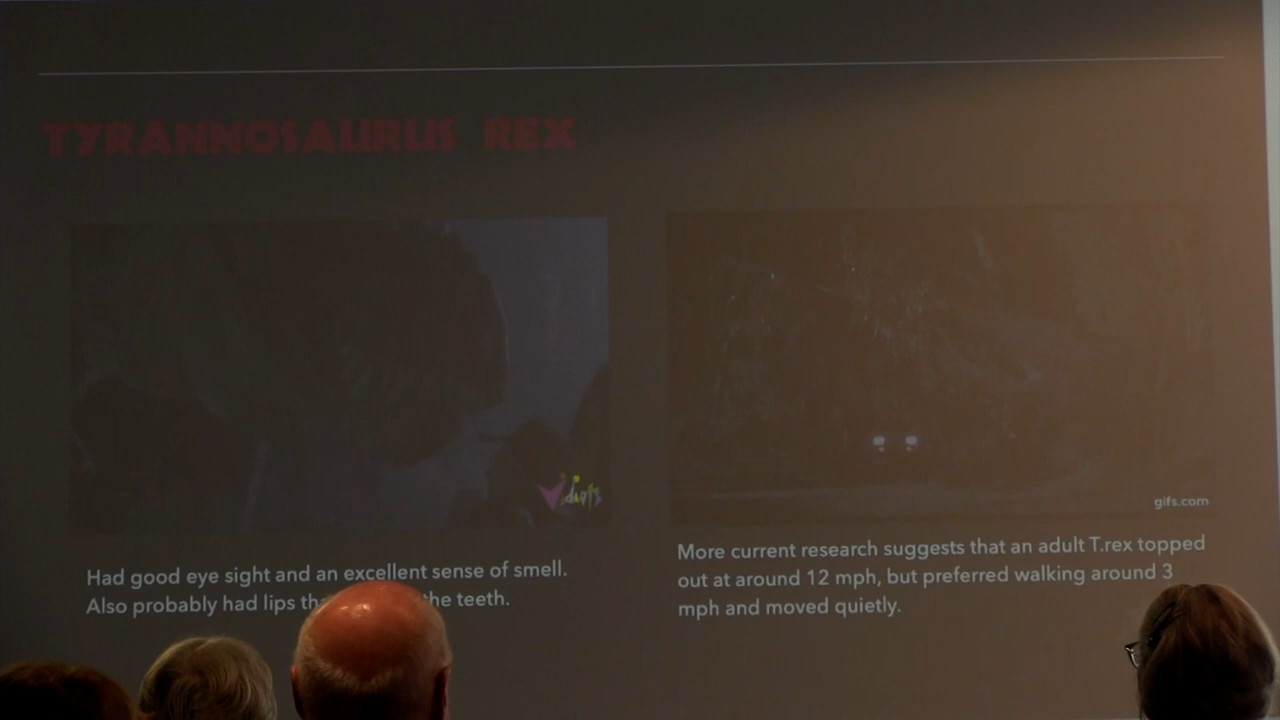 TYRANNOSAURUS REX
Vidiots
gifs.com
Had good eye sight and an excellent sense of smell.
Also probably had lips the teeth.
More current research suggests that an adult T.rex topped
out at around 12 mph, but preferred walking around 3
mph and moved quietly.